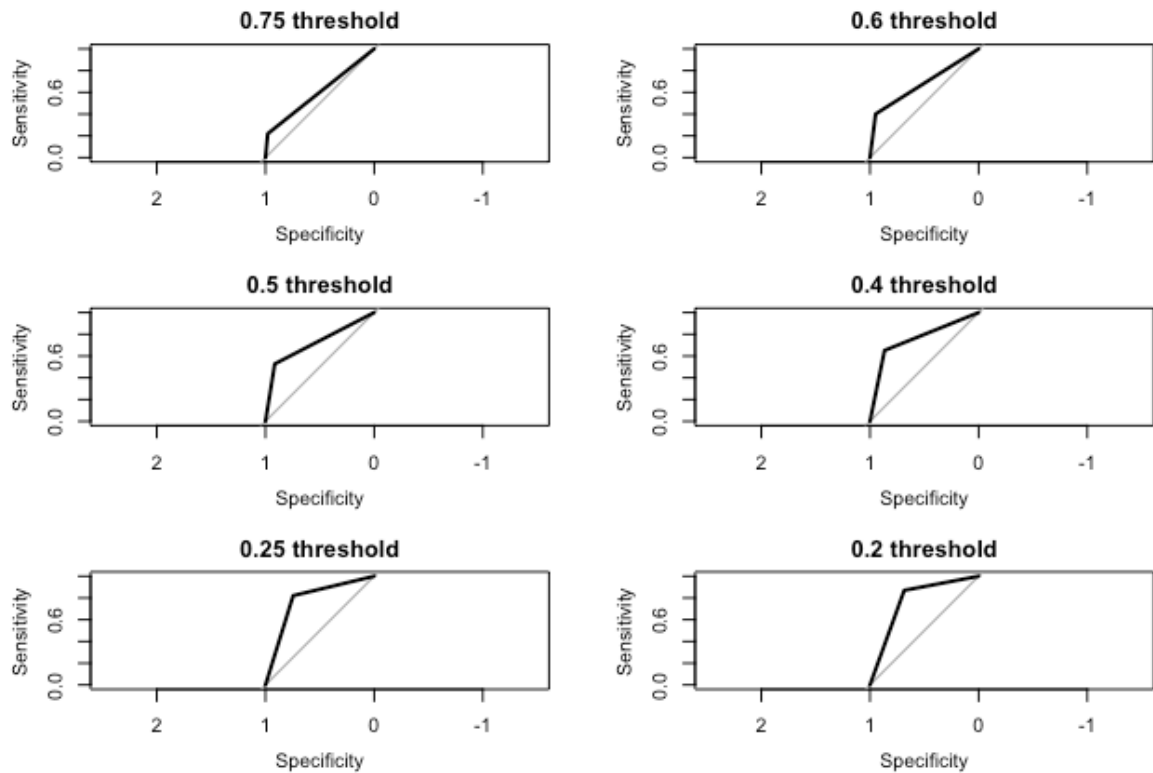 0.75 threshold
Sensitivity
0.6
0.0
2 1 0 -1
Specificity
0.6 threshold
Sensitivity
0.6
0.0
2 1 0 -1
Specificity
0.5 threshold
Sensitivity
0.6
0.0
2 1 0 -1
Specificity
0.4 threshold
Sensitivity
0.6
0.0
2 1 0 -1
Specificity
0.25 threshold
Sensitivity
0.6
0.0
2 1 0 -1
Specificity
0.2 threshold
Sensitivity
0.6
0.0
2 1 0 -1
Specificity